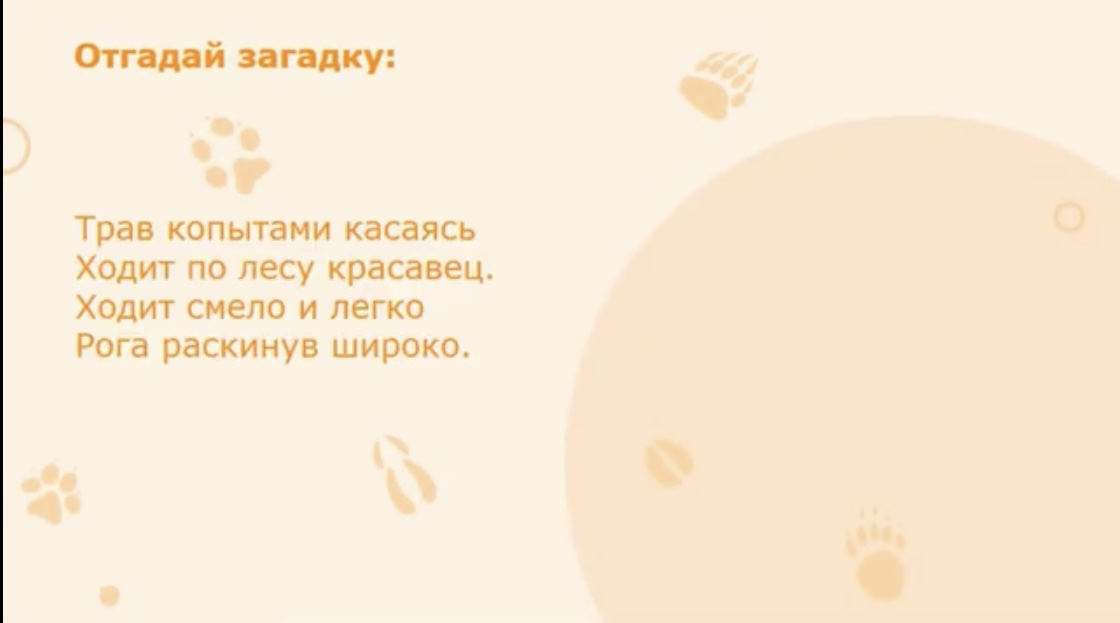 Отгадай загадку:
Трав копытами касаясь
Ходит по лесу красавец.
Ходит смело и легко
Рога раскинув широко.